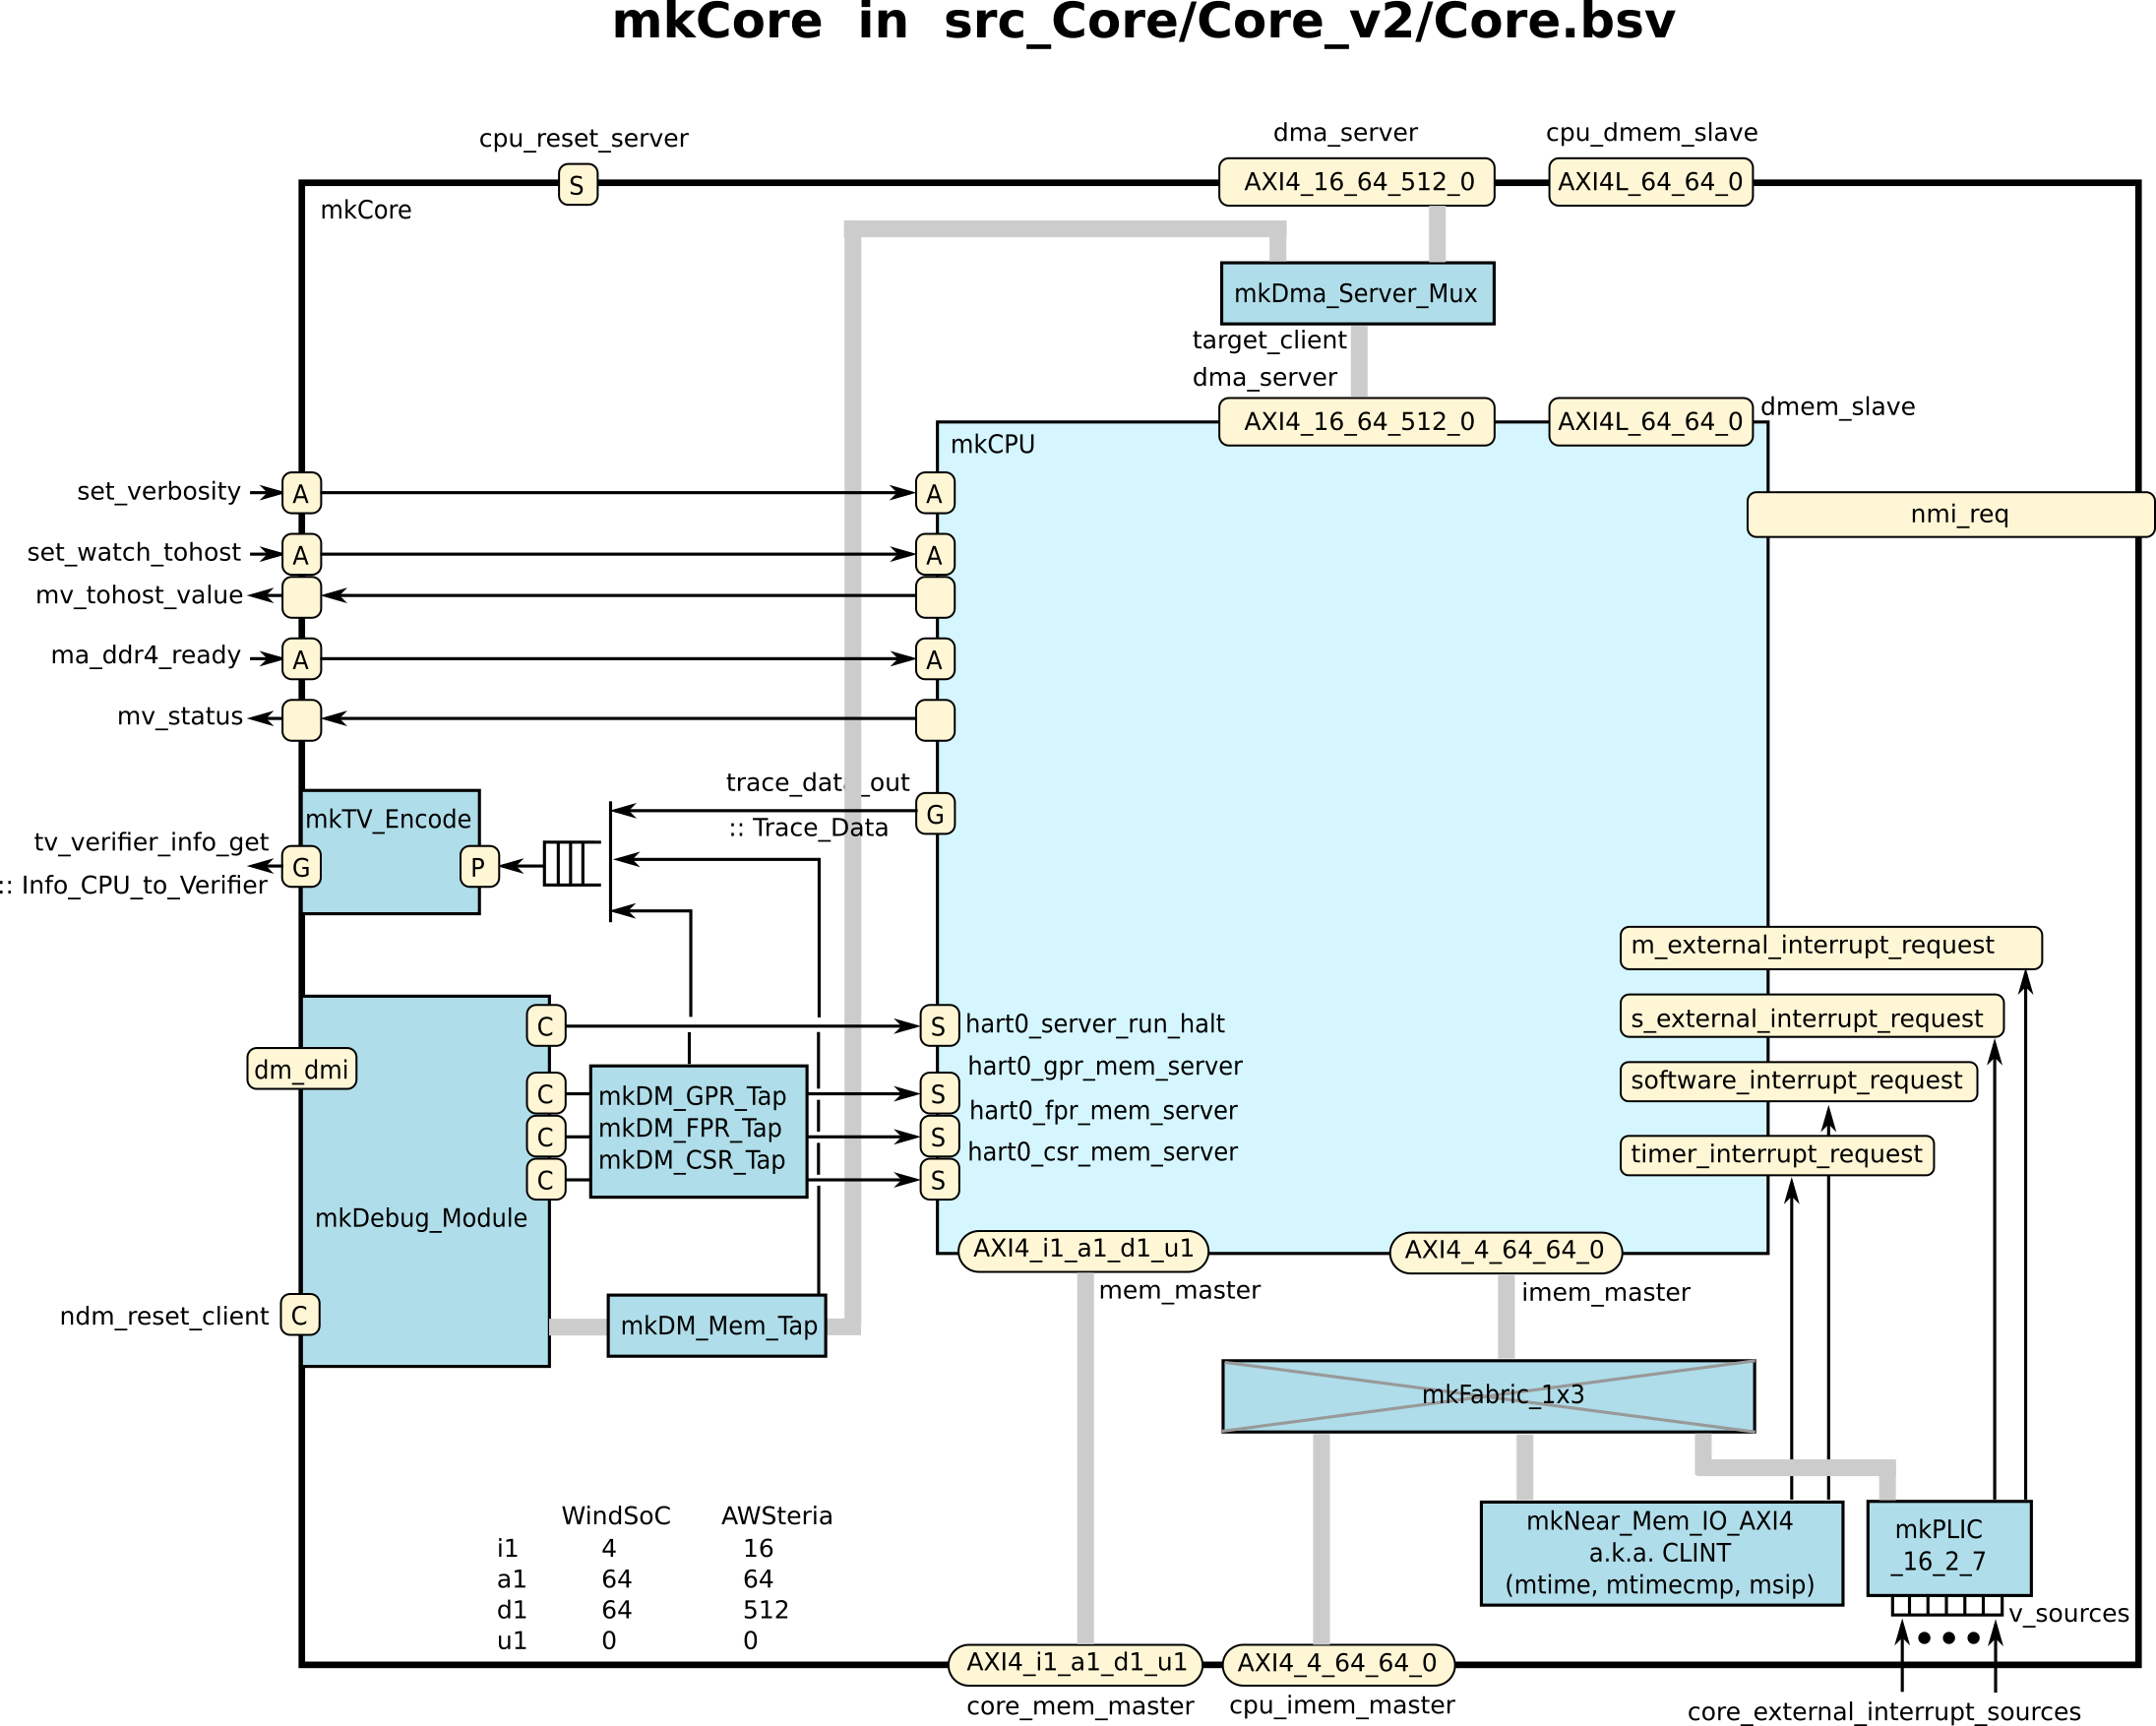 mkCore in src_Core/Core_v2/Core.bsv
cpu_reset_server
dma_server
cpu_dmem_slave
S
AXI4_16_64_512_0
AXI4L_64_64_0
mkCore
mkDma_Server_Mux
target_client
dma_server
AXI4_16_64_512_0
AXI4L_64_64_0
dmem_slave
mkCPU
set_verbosity
A
A
nmi_req
set_watch_tohost
A
A
mv_tohost_value
ma_ddr4_ready
A
A
mv_status
trace_data_out
:: Trace_Data
G
mkTV_Encode
tv_verifier_info_get
G
P
:: Info_CPU_to_Verifier
m_external_interrupt_request
s_external_interrupt_request
software_interrupt_request
timer_interrupt_request
C
S
hart0_server_run_halt
dm_dmi
hart0_gpr_mem_server
C
mkDM_GPR_Tap
S
hart0_fpr_mem_server
C
mkDM_FPR_Tap
S
hart0_csr_mem_server
C
mkDM_CSR_Tap
S
mkDebug_Module
AXI4_i1_a1_d1_u1
AXI4_4_64_64_0
mem_master
imem_master
ndm_reset_client
C
mkDM_Mem_Tap
mkFabric_1x3
WindSoC AWSteria
i1 4 16
a1 64 64
d1 64 512
u1 0 0
mkNear_Mem_IO_AXI4
a.k.a. CLINT
(mtime, mtimecmp, msip)
mkPLIC
_16_2_7
v_sources
AXI4_i1_a1_d1_u1
AXI4_4_64_64_0
core_mem_master
cpu_imem_master
core_external_interrupt_sources